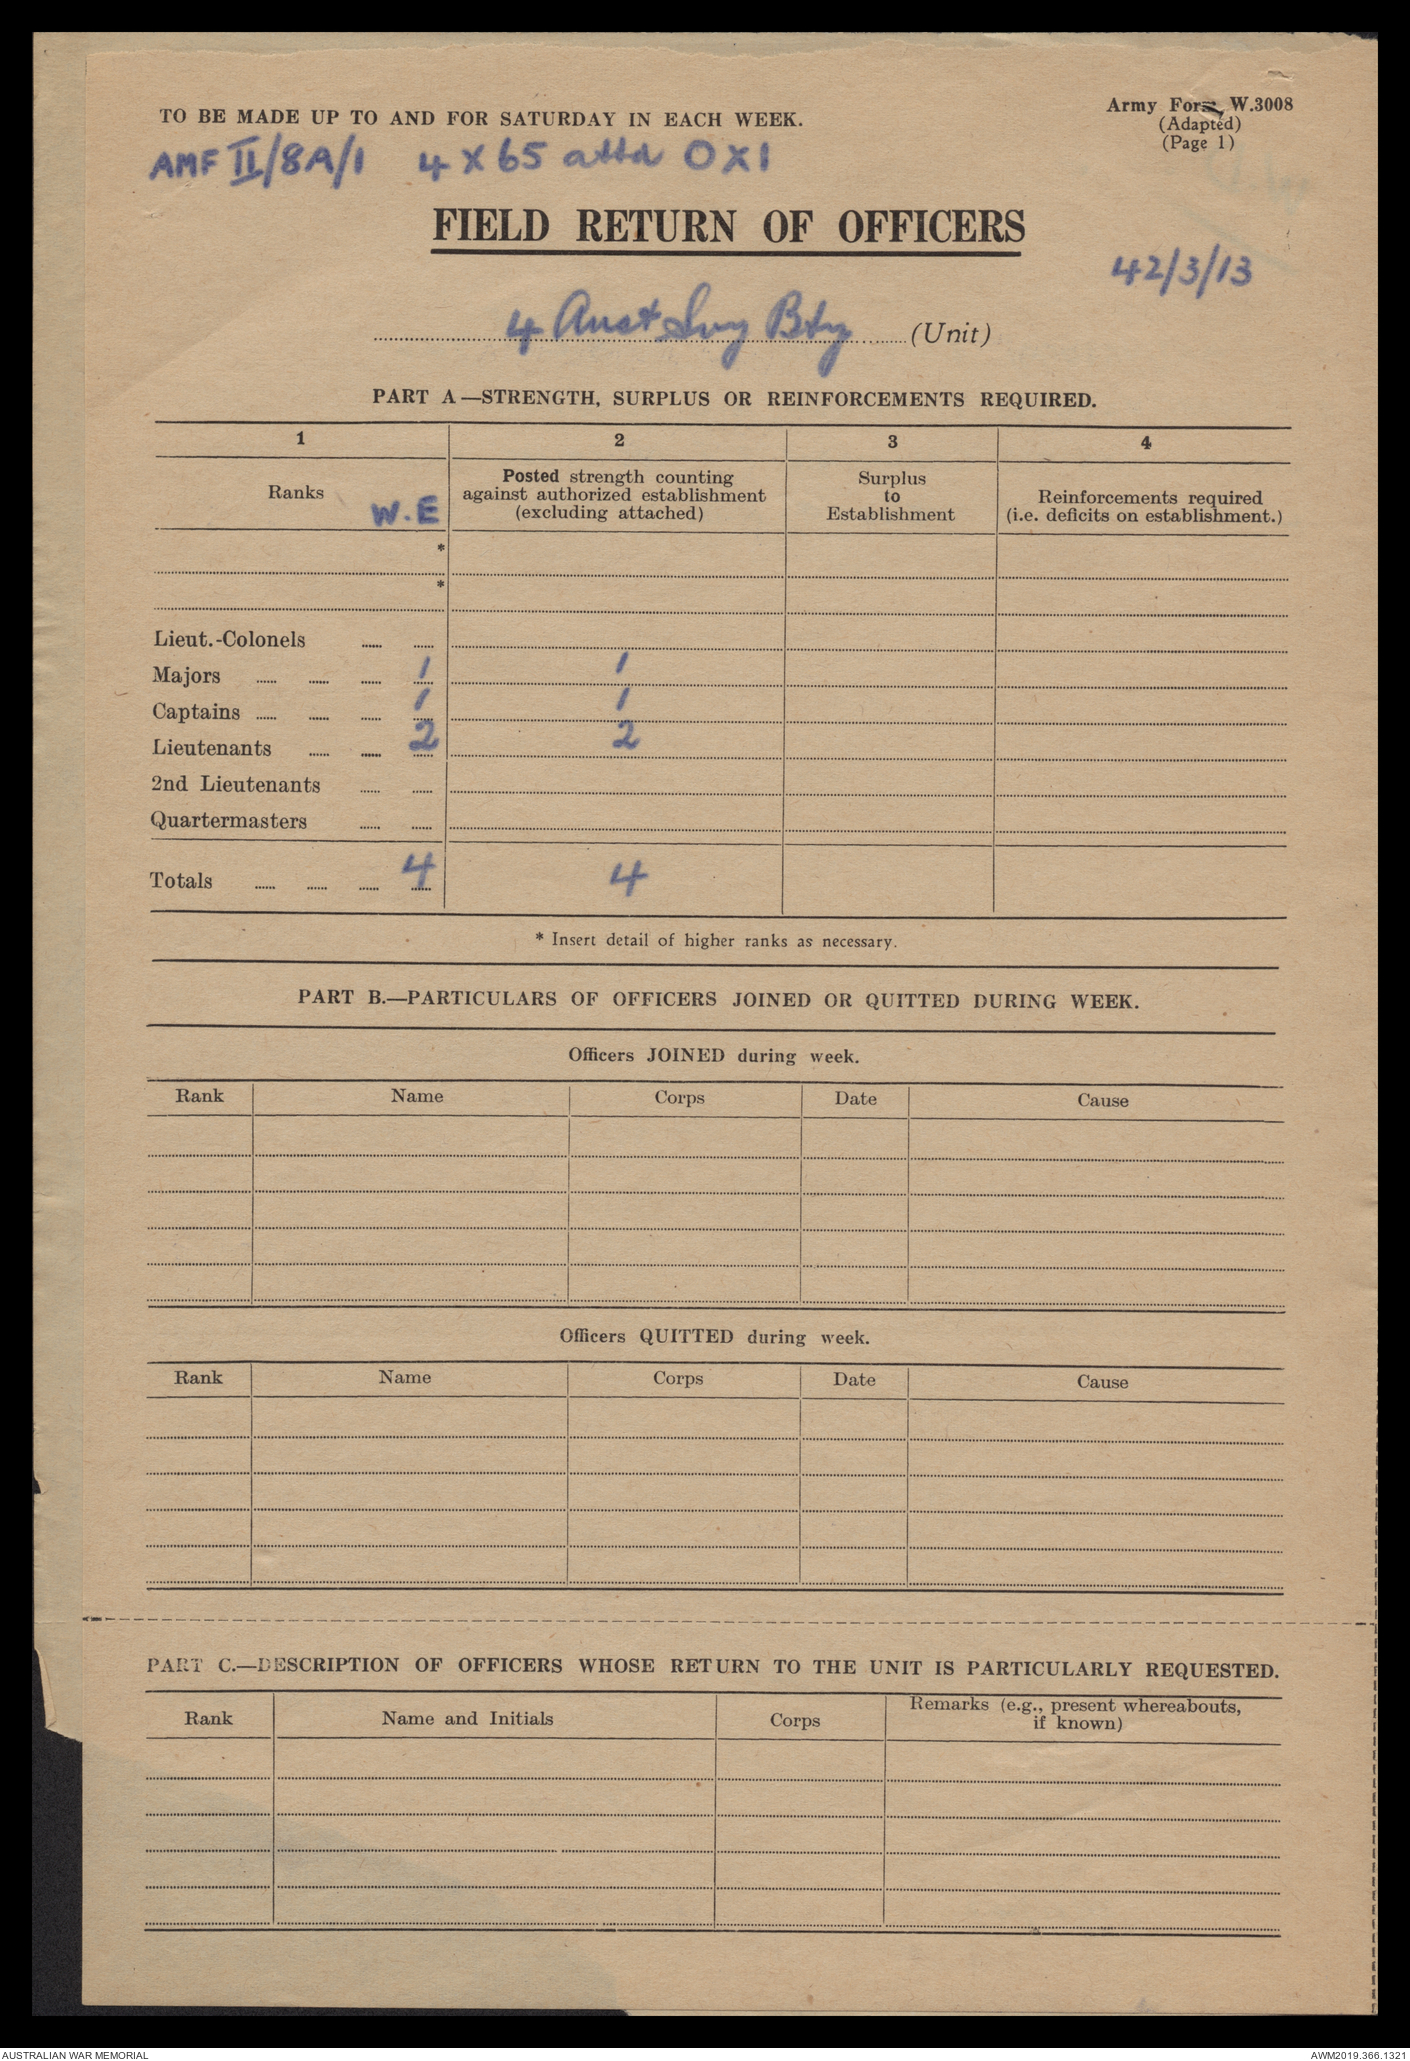 TO BE MADE UP TO AND FOR SATURDAY IN EACH WEEK.
Army Form W.3008
(Adapted)
(Page 1)
AMF II/8A/1 4 X 65 attd O X 1
FIELD RETURN OF OFFICERS
42/3/13
4 Aust Svy Bty (Unit)
PART A—STRENGTH, SURPLUS OR REINFORCEMENTS REQUIRED.
1 2 3 4
Ranks W.E
Posted strength counting
against authorized establishment
(excluding attached)
Surplus
to
Establishment
Reinforcements required
(i.e. deficits on establishment.)
*
*
Lieut.-Colonels
Majors 1 1
Captains 1 1
Lieutenants 2 2
2nd Lieutenants
Quartermasters
Totals 4 4
* Insert detail of higher ranks as necessary.
PART B.—PARTICULARS OF OFFICERS JOINED OR QUITTED DURING WEEK.
Officers JOINED during week.
Rank Name Corps Date Cause
Officers QUITTED during week.
Rank Name Corps Date Cause
PART C.—DESCRIPTION OF OFFICERS WHOSE RETURN TO THE UNIT IS PARTICULARLY REQUESTED.
Rank Name and Initials Corps Remarks (e.g., present whereabouts,
if known)
AUSTRALIAN WAR MEMORIAL AWM2019.366.1321